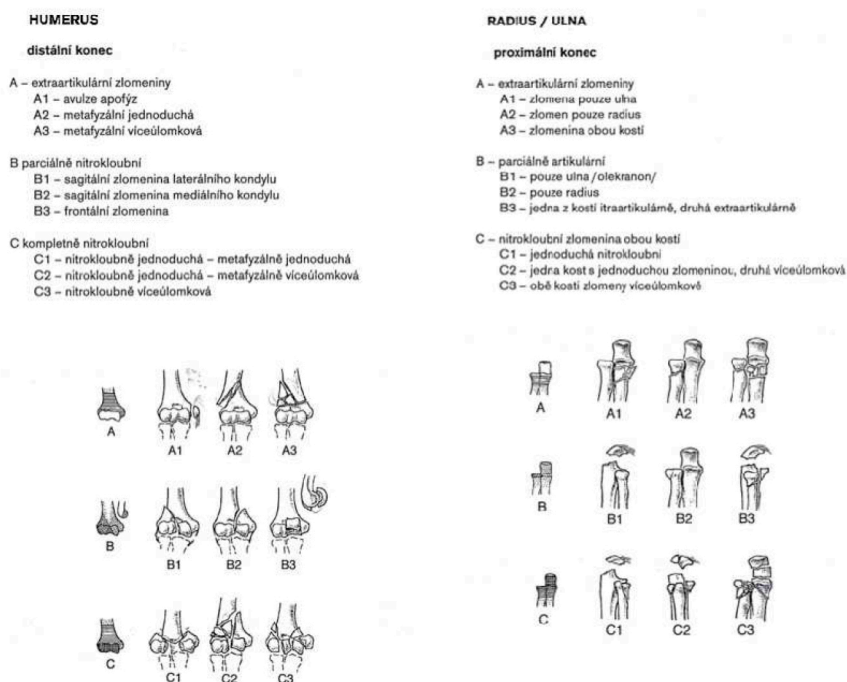 HUMERUS
distální konec
A – extraartikulární zlomeniny
A1 – avulze apofýz
A2 – metafyzální jednoduchá
A3 – metafyzální víceúlomková
B parciálně nitrokloubní
B1 – sagitální zlomenina laterálního kondylu
B2 – sagitální zlomenina mediálního kondylu
B3 – frontální zlomenina
C kompletně nitrokloubní
C1 – nitrokloubně jednoduchá – metafyzálně jednoduchá
C2 – nitrokloubně jednoduchá – metafyzálně víceúlomková
C3 – nitrokloubně víceúlomková
A
A1
A2
A3
B
B1
B2
B3
C
C1
C2
C3
RADIUS / ULNA
proximální konec
A – extraartikulární zlomeniny
A1 – zlomena pouze ulna
A2 – zlomen pouze radius
A3 – zlomenina obou kostí
B – parciálně artikulární
B1 – pouze ulna /olekranon/
B2 – pouze radius
B3 – jedna z kostí itraartikulárně, druhá extraartikulárně
C – nitrokloubní zlomenina obou kostí
C1 – jednoduchá nitrokloubní
C2 – jedna kost s jednoduchou zlomeninou, druhá víceúlomková
C3 – obě kosti zlomeny víceúlomkově
A
A1
A2
A3
B
B1
B2
B3
C
C1
C2
C3